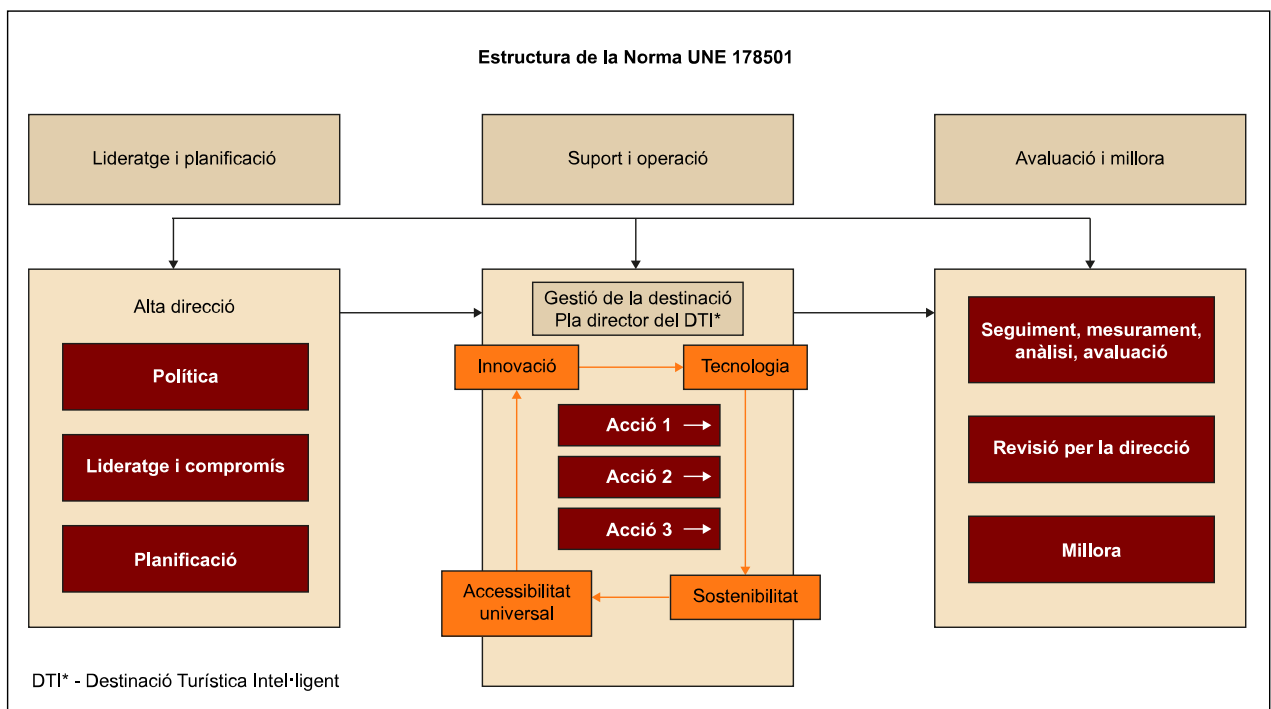 Estructura de la Norma UNE 178501
Lideratge i planificació
Suport i operació
Avaluació i millora
Alta direcció
Política
Lideratge i compromís
Planificació
Gestió de la destinació
Pla director del DTI*
Innovació
Tecnologia
Acció 1
Acció 2
Acció 3
Accessibilitat
universal
Sostenibilitat
Seguiment, mesurament,
anàlisi, avaluació
Revisió per la direcció
Millora
DTI* - Destinació Turística Intel·ligent